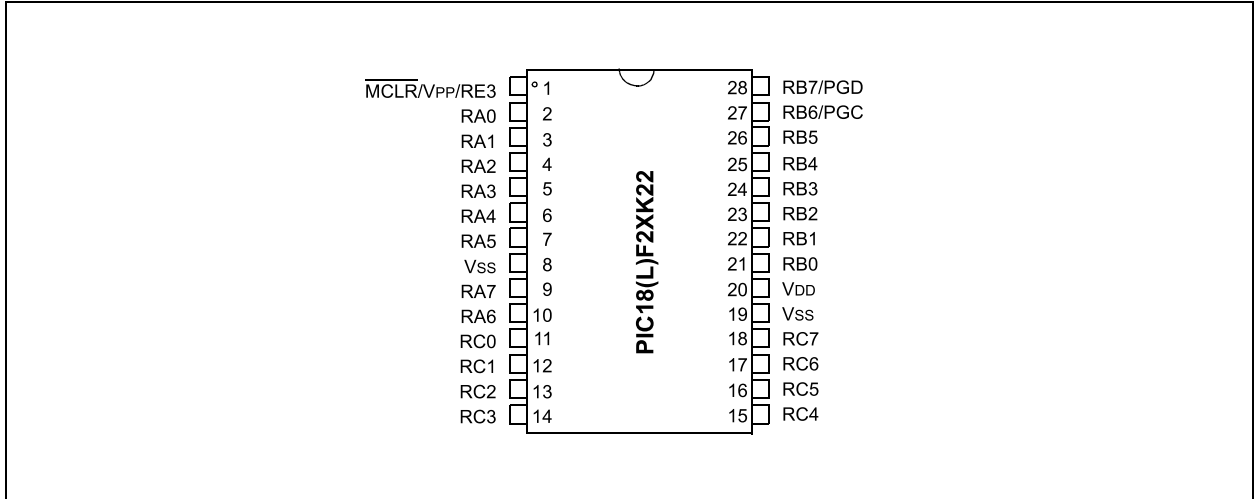 MCLR/VPP/RE3 1 28 RB7/PGD
RA0 2 27 RB6/PGC
RA1 3 26 RB5
RA2 4 25 RB4
RA3 5 24 RB3
RA4 6 23 RB2
RA5 7 22 RB1
VSS 8 21 RB0
RA7 9 20 VDD
RA6 10 19 VSS
RC0 11 18 RC7
RC1 12 17 RC6
RC2 13 16 RC5
RC3 14 15 RC4
PIC18(L)F2XK22